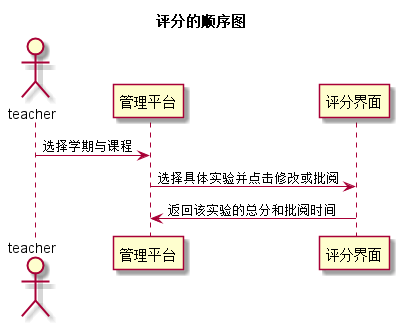 评分的顺序图
teacher
管理平台
评分界面
选择学期与课程
选择具体实验并点击修改或批阅
返回该实验的总分和批阅时间
teacher
管理平台
评分界面